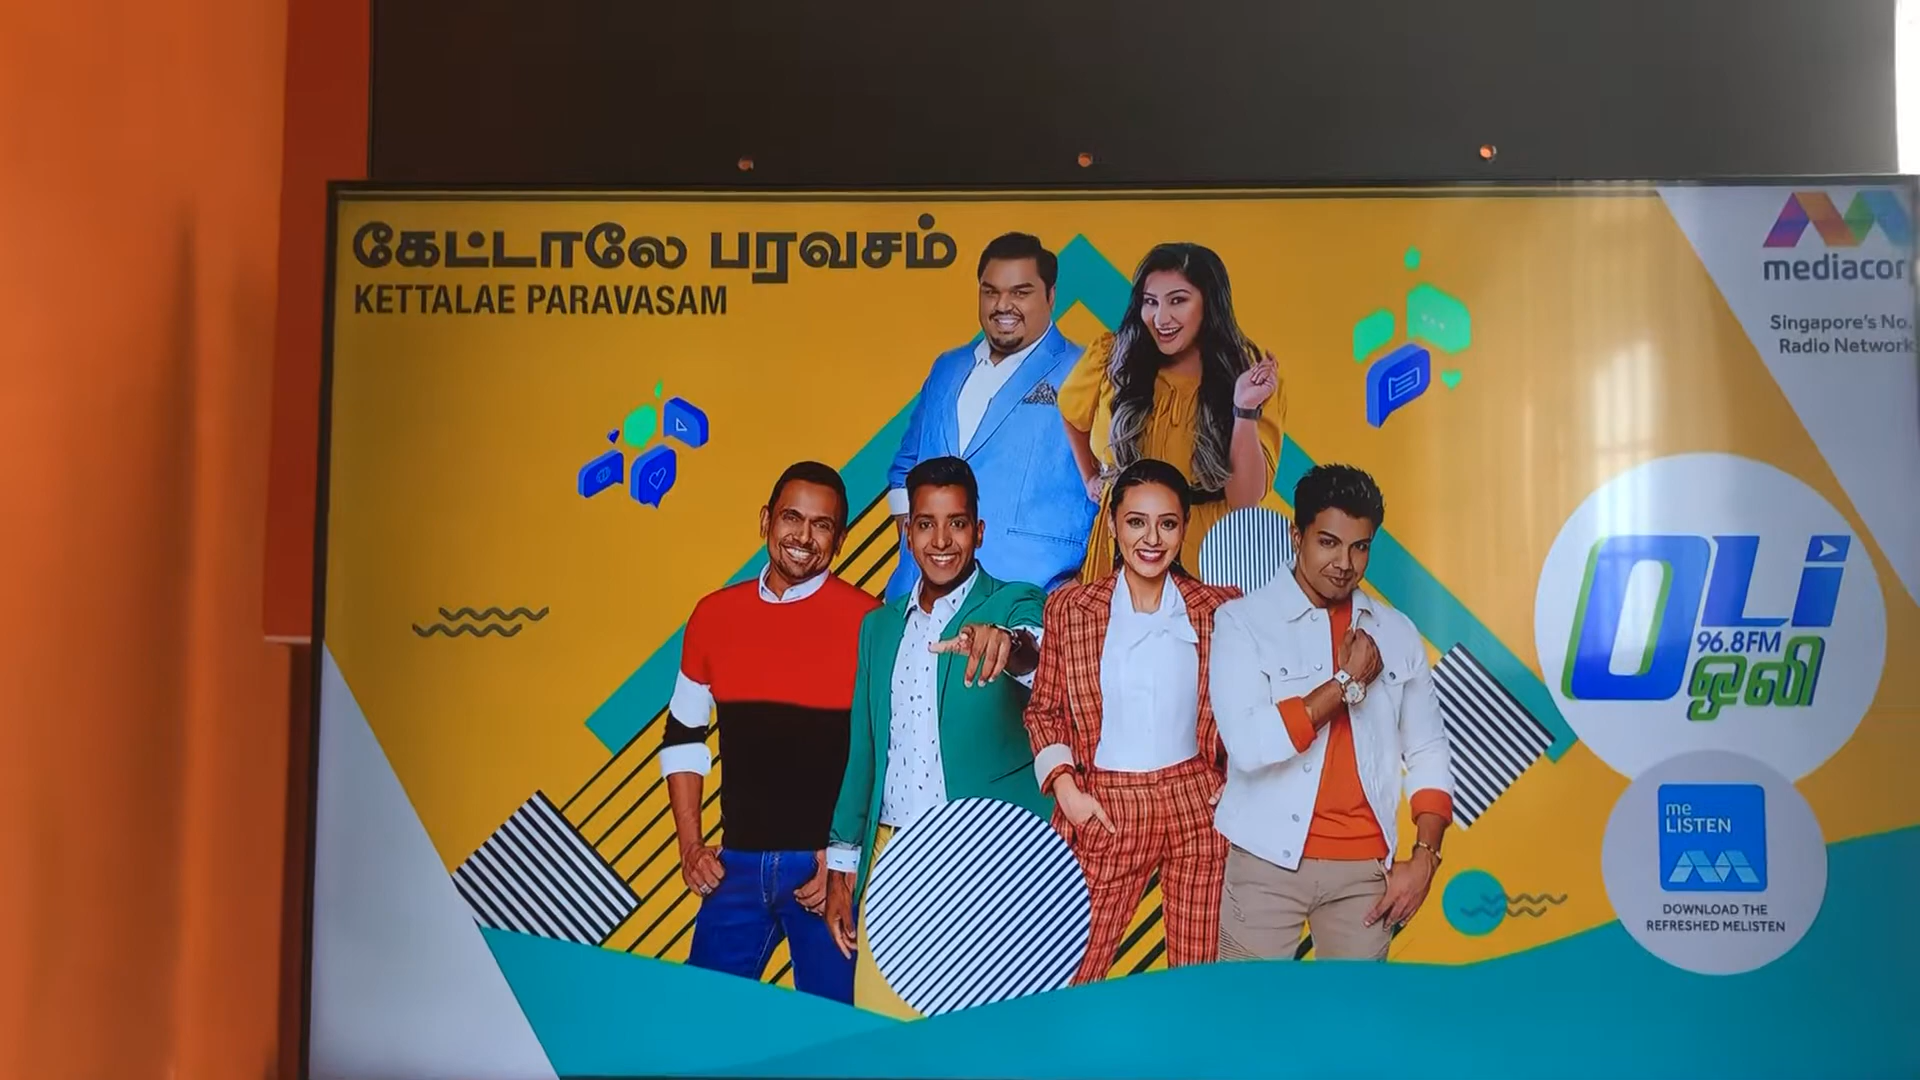 கேட்டாலே பரவசம்
KETTALAE PARAVASAM
mediacor
Singapore's No.
Radio Network
OLi
96.8FM
ஒலி
me
LISTEN
DOWNLOAD THE
REFRESHED MELISTEN